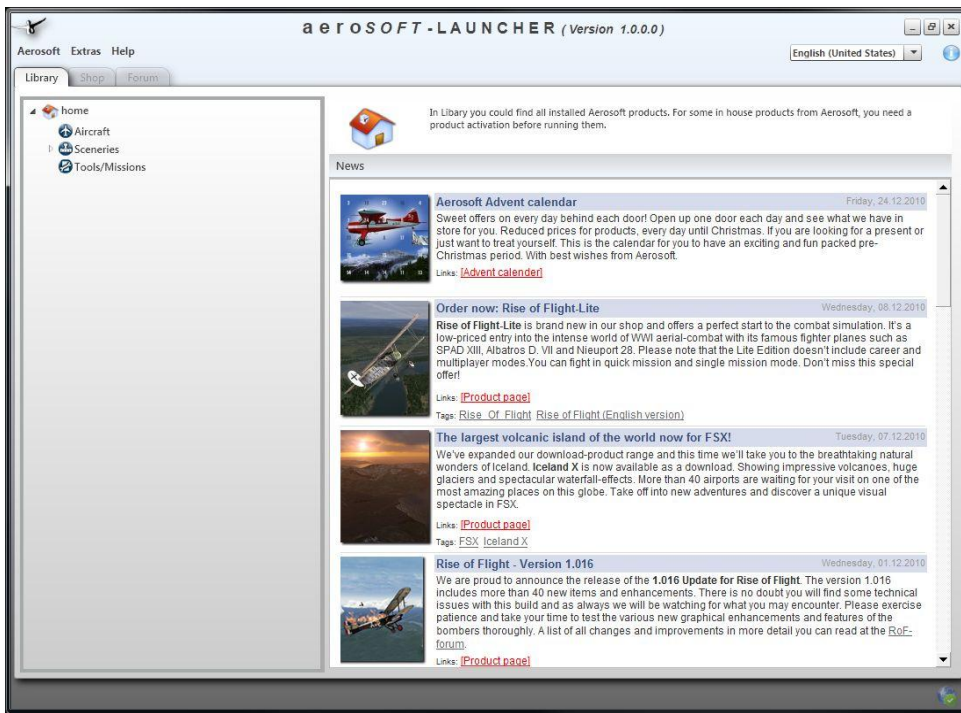 aeroSOFT-LAUNCHER (Version 1.0.0.0)
Aerosoft Extras Help
English (United States)
Library Shop Forum
home
Aircraft
Sceneries
Tools/Missions
In Libary you could find all installed Aerosoft products. For some in house products from Aerosoft, you need a
product activation before running them.
News
Aerosoft Advent calendar Friday, 24.12.2010
Sweet offers on every day behind each door! Open up one door each day and see what we have in
store for you. Reduced prices for products, every day until Christmas. If you are looking for a present or
just want to treat yourself. This is the calendar for you to have an exciting and fun packed pre-
Christmas period. With best wishes from Aerosoft.
Links: [Advent calender]
Order now: Rise of Flight-Lite Wednesday, 08.12.2010
Rise of Flight-Lite is brand new in our shop and offers a perfect start to the combat simulation. It's a
low-priced entry into the intense world of WWI aerial-combat with its famous fighter planes such as
SPAD XIII, Albatros D. VII and Nieuport 28. Please note that the Lite Edition doesn't include career and
multiplayer modes.You can fight in quick mission and single mission mode. Don't miss this special
offer!
Links: [Product page]
Tags: Rise_Of_Flight Rise of Flight (English version)
The largest volcanic island of the world now for FSX! Tuesday, 07.12.2010
We've expanded our download-product range and this time we'll take you to the breathtaking natural
wonders of Iceland. Iceland X is now available as a download. Showing impressive volcanoes, huge
glaciers and spectacular waterfall-effects. More than 40 airports are waiting for your visit on one of the
most amazing places on this globe. Take off into new adventures and discover a unique visual
spectacle in FSX.
Links: [Product page]
Tags: FSX Iceland X
Rise of Flight - Version 1.016 Wednesday, 01.12.2010
We are proud to announce the release of the 1.016 Update for Rise of Flight. The version 1.016
includes more than 40 new items and enhancements. There is no doubt you will find some technical
issues with this build and as always we will be watching for what you may encounter. Please exercise
patience and take your time to test the various new graphical enhancements and features of the
bombers thoroughly. A list of all changes and improvements in more detail you can read at the RoF-
forum.
Links: [Product page]